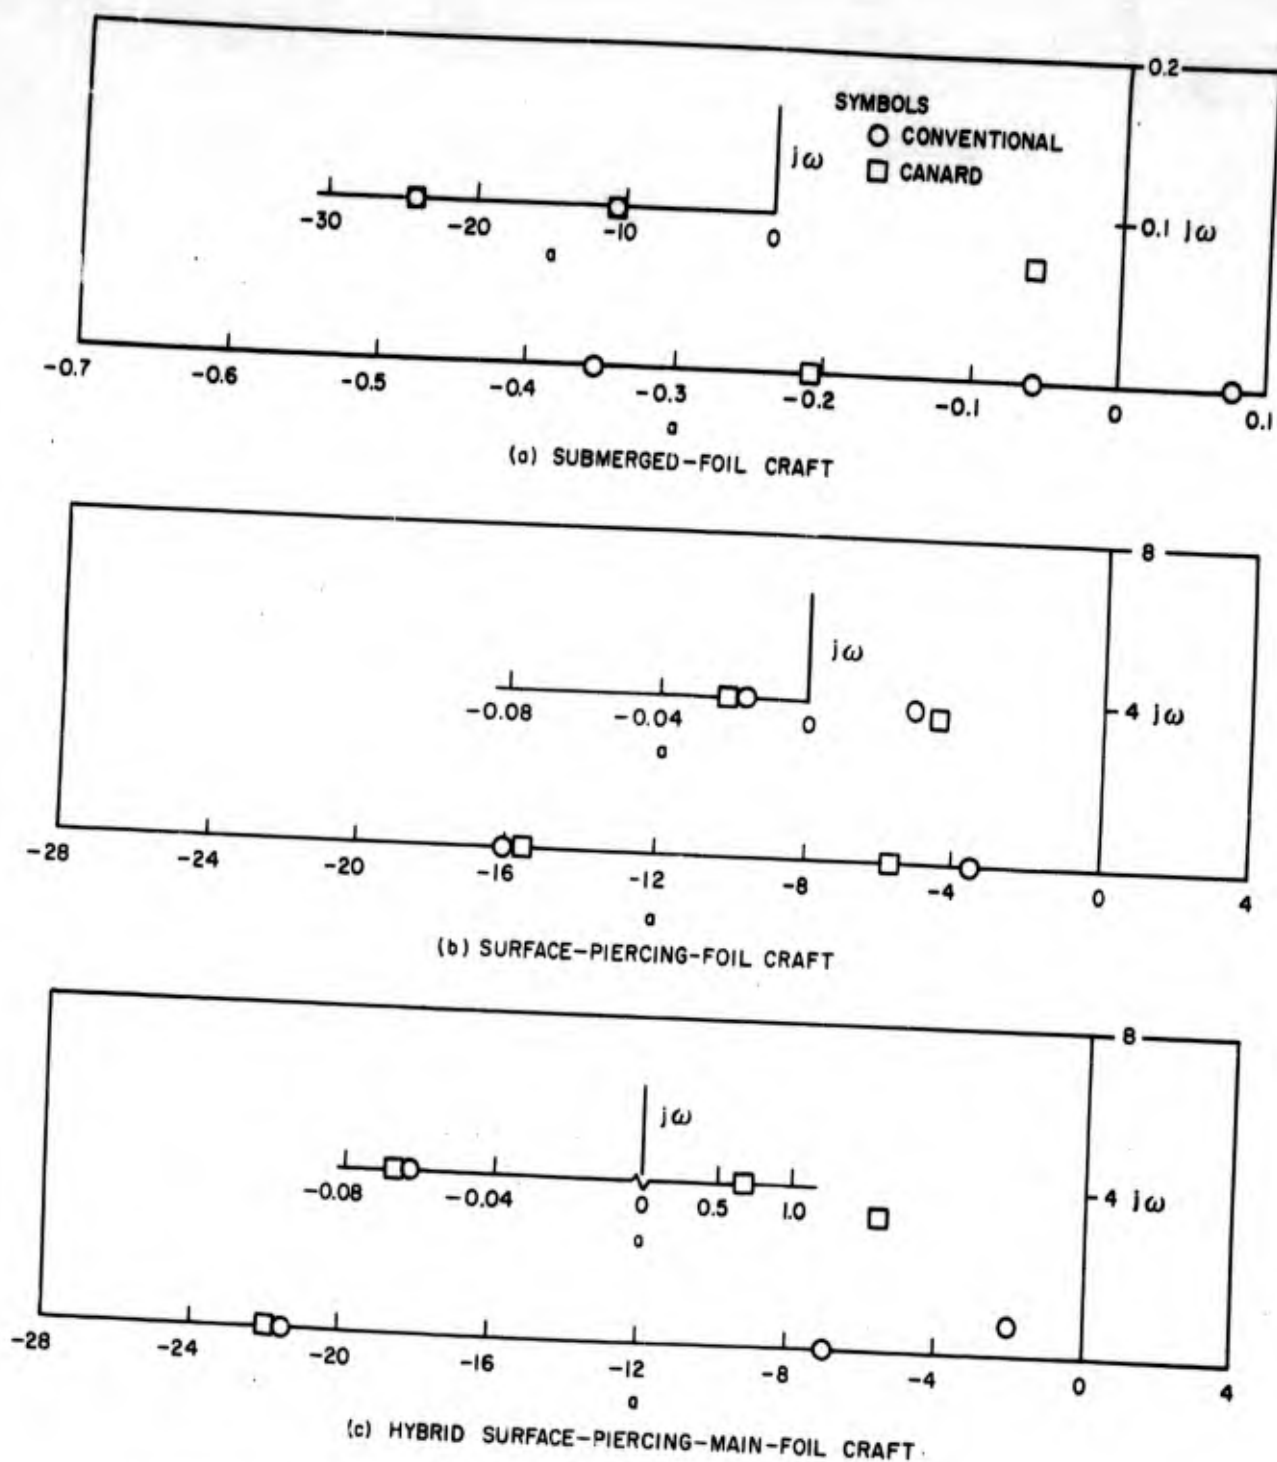 0.2
SYMBOLS
CONVENTIONAL
CANARD
jω
-30 -20 -10 0
a
0.1 jω
-0.7 -0.6 -0.5 -0.4 -0.3 -0.2 -0.1 0 0.1
a
(a) SUBMERGED-FOIL CRAFT
8
jω
-0.08 -0.04 0
a
4 jω
-28 -24 -20 -16 -12 -8 -4 0 4
a
(b) SURFACE-PIERCING-FOIL CRAFT
8
jω
-0.08 -0.04 0 0.5 1.0
a
4 jω
-28 -24 -20 -16 -12 -8 -4 0 4
a
(c) HYBRID SURFACE-PIERCING-MAIN-FOIL CRAFT.